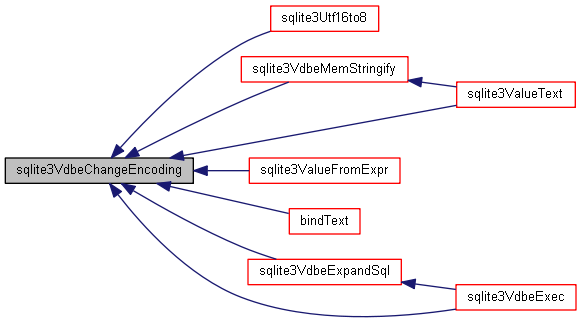 sqlite3Utf16to8
sqlite3VdbeMemStringify
sqlite3ValueText
sqlite3VdbeChangeEncoding
sqlite3ValueFromExpr
bindText
sqlite3VdbeExpandSql
sqlite3VdbeExec